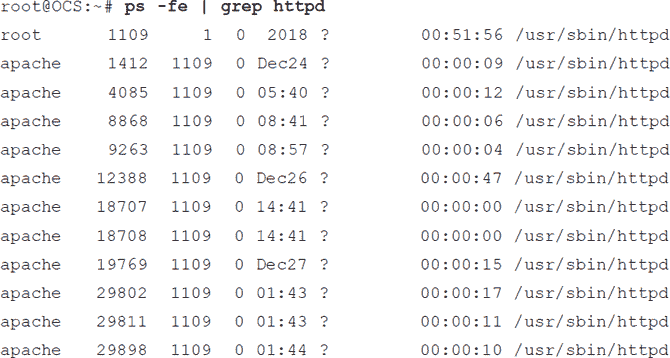 root@OCS:~# ps -fe | grep httpd
root 1109 1 0 2018 ? 00:51:56 /usr/sbin/httpd
apache 1412 1109 0 Dec24 ? 00:00:09 /usr/sbin/httpd
apache 4085 1109 0 05:40 ? 00:00:12 /usr/sbin/httpd
apache 8868 1109 0 08:41 ? 00:00:06 /usr/sbin/httpd
apache 9263 1109 0 08:57 ? 00:00:04 /usr/sbin/httpd
apache 12388 1109 0 Dec26 ? 00:00:47 /usr/sbin/httpd
apache 18707 1109 0 14:41 ? 00:00:00 /usr/sbin/httpd
apache 18708 1109 0 14:41 ? 00:00:00 /usr/sbin/httpd
apache 19769 1109 0 Dec27 ? 00:00:15 /usr/sbin/httpd
apache 29802 1109 0 01:43 ? 00:00:17 /usr/sbin/httpd
apache 29811 1109 0 01:43 ? 00:00:11 /usr/sbin/httpd
apache 29898 1109 0 01:44 ? 00:00:10 /usr/sbin/httpd